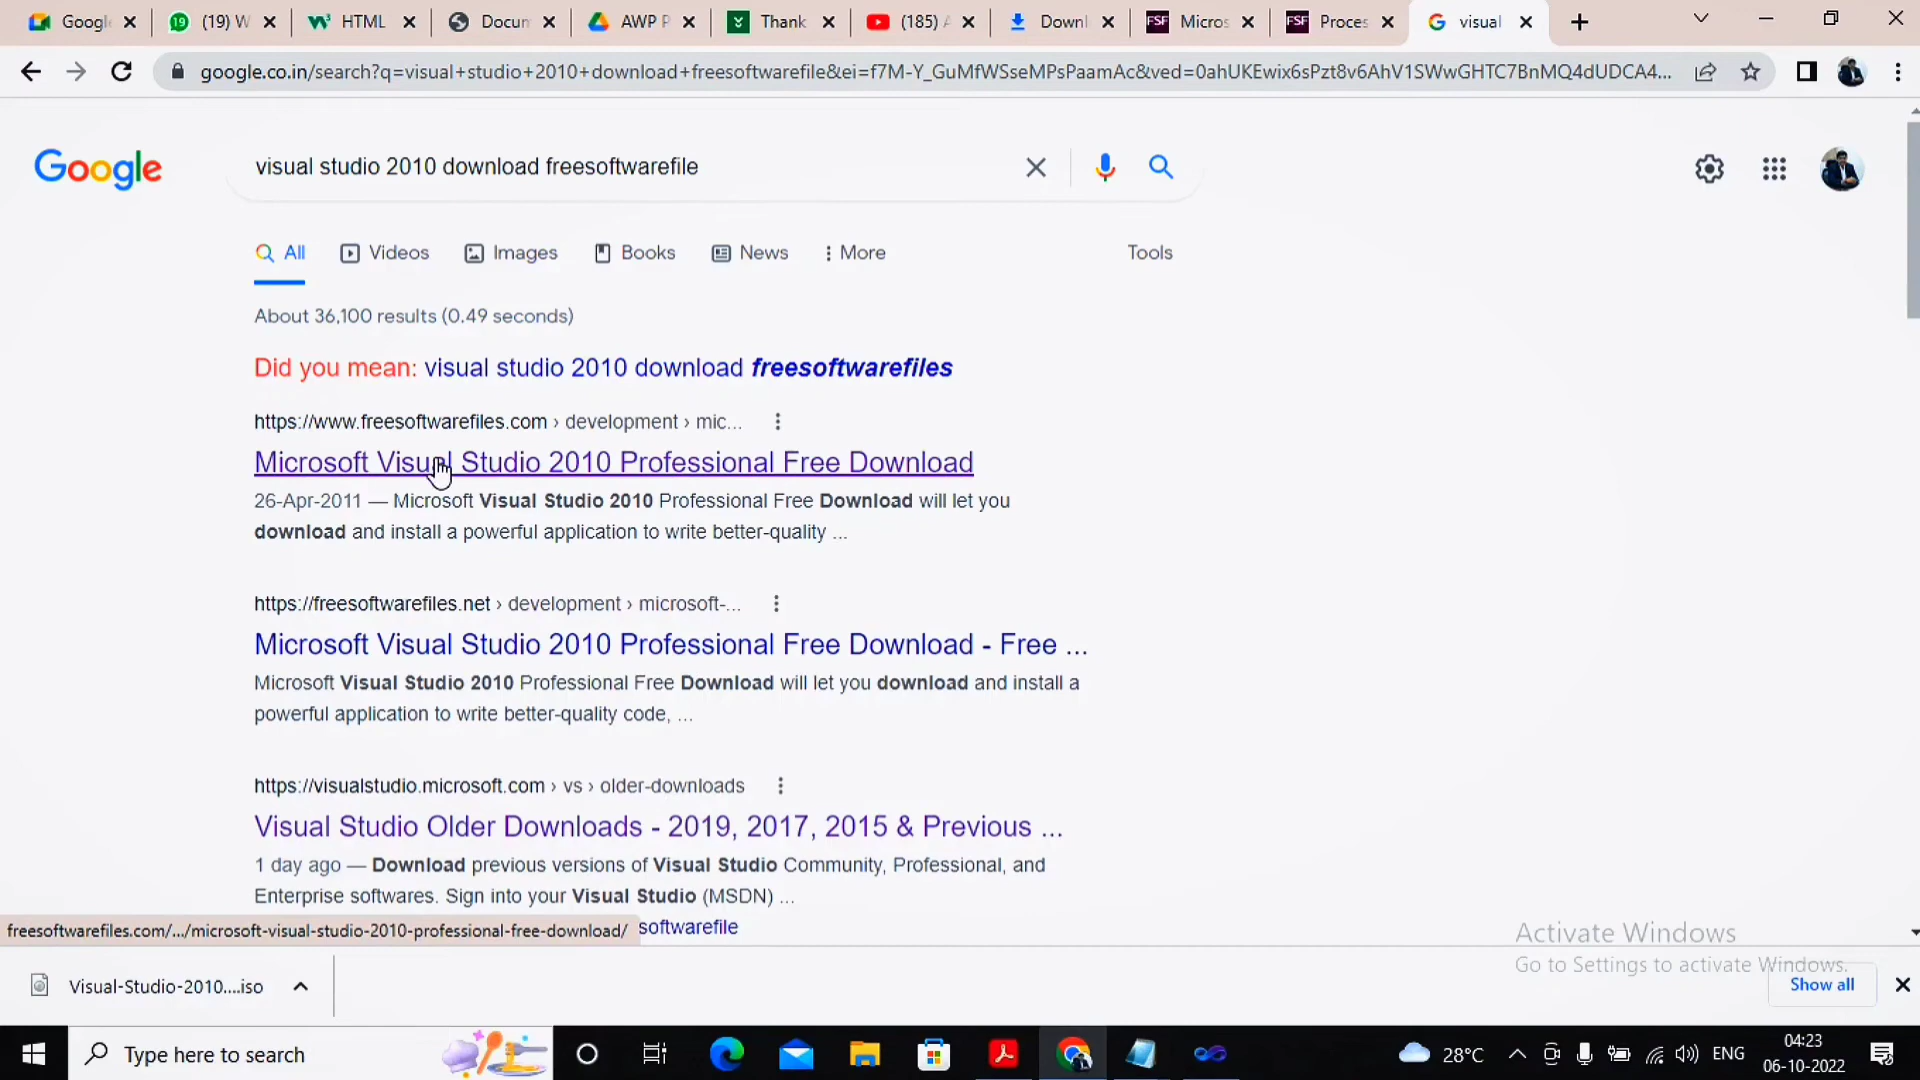 Google
(19) W
HTML
Docum
AWP P
Thank
(185) A
Downl
Micros
Proces
visual
google.co.in/search?q=visual+studio+2010+download+freesoftwarefile&ei=f7M-Y_GuMfWSseMPsPaamAc&ved=0ahUKEwix6sPzt8v6AhV1SWwGHTC7BnMQ4dUDCA4...
Google
visual studio 2010 download freesoftwarefile
All
Videos
Images
Books
News
More
Tools
About 36,100 results (0.49 seconds)
Did you mean: visual studio 2010 download freesoftwarefiles
https://www.freesoftwarefiles.com › development › mic...
Microsoft Visual Studio 2010 Professional Free Download
26-Apr-2011 — Microsoft Visual Studio 2010 Professional Free Download will let you
download and install a powerful application to write better-quality ...
https://freesoftwarefiles.net › development › microsoft-...
Microsoft Visual Studio 2010 Professional Free Download - Free ...
Microsoft Visual Studio 2010 Professional Free Download will let you download and install a
powerful application to write better-quality code, ...
https://visualstudio.microsoft.com › vs › older-downloads
Visual Studio Older Downloads - 2019, 2017, 2015 & Previous ...
1 day ago — Download previous versions of Visual Studio Community, Professional, and
Enterprise softwares. Sign into your Visual Studio (MSDN) ...
freesoftwarefiles.com/.../microsoft-visual-studio-2010-professional-free-download/
softwarefile
Activate Windows
Go to Settings to activate Windows.
Visual-Studio-2010....iso
Show all
Type here to search
28°C
ENG
04:23
06-10-2022